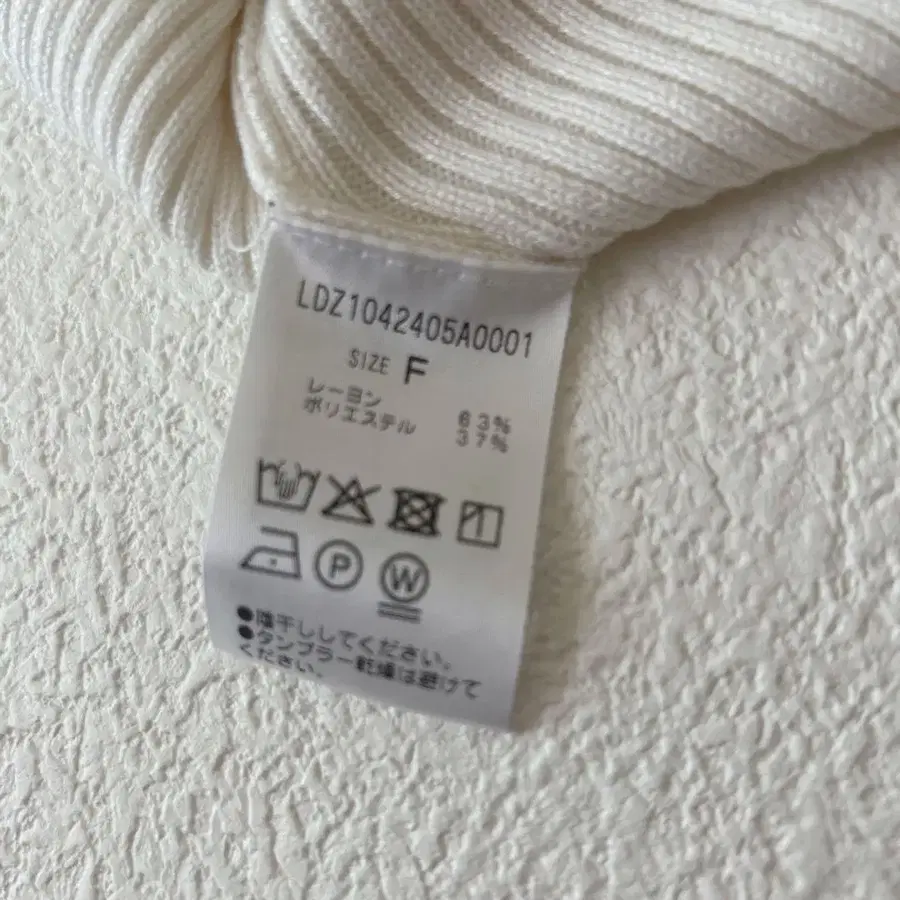 LDZ1042405A0001
SIZE F
レーヨン 63%
ポリエステル 37%
P W
●陰干ししてください。
●タンブラー乾燥は避けて
ください。